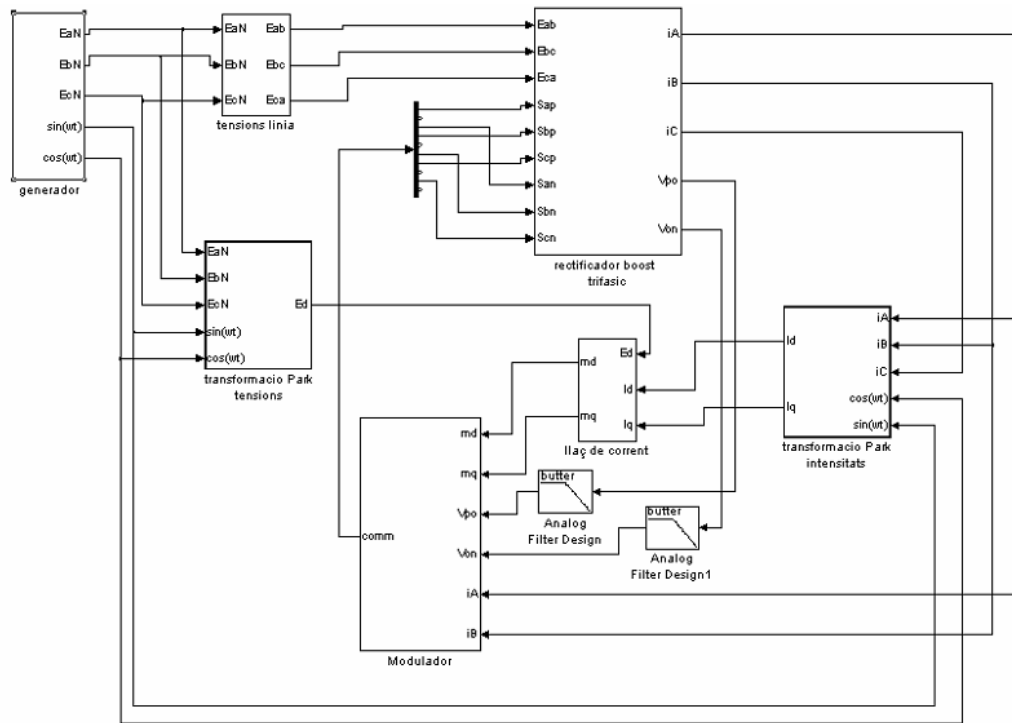 EaN
EbN
EcN
sin(wt)
cos(wt)
generador
EaN
EbN
EcN
Eab
Ebc
Eca
tensions linia
Eab
Ebc
Eca
Sap
Sbp
Scp
San
Sbn
Scn
iA
iB
iC
Vpo
Von
rectificador boost
trifasic
EaN
EbN
EcN
sin(wt)
cos(wt)
Ed
transformacio Park
tensions
md
mq
Ed
Id
Iq
llaç de corrent
Id
Iq
iA
iB
iC
cos(wt)
sin(wt)
transformacio Park
intensitats
butter
Analog
Filter Design
butter
Analog
Filter Design1
comm
md
mq
Vpo
Von
iA
iB
Modulador